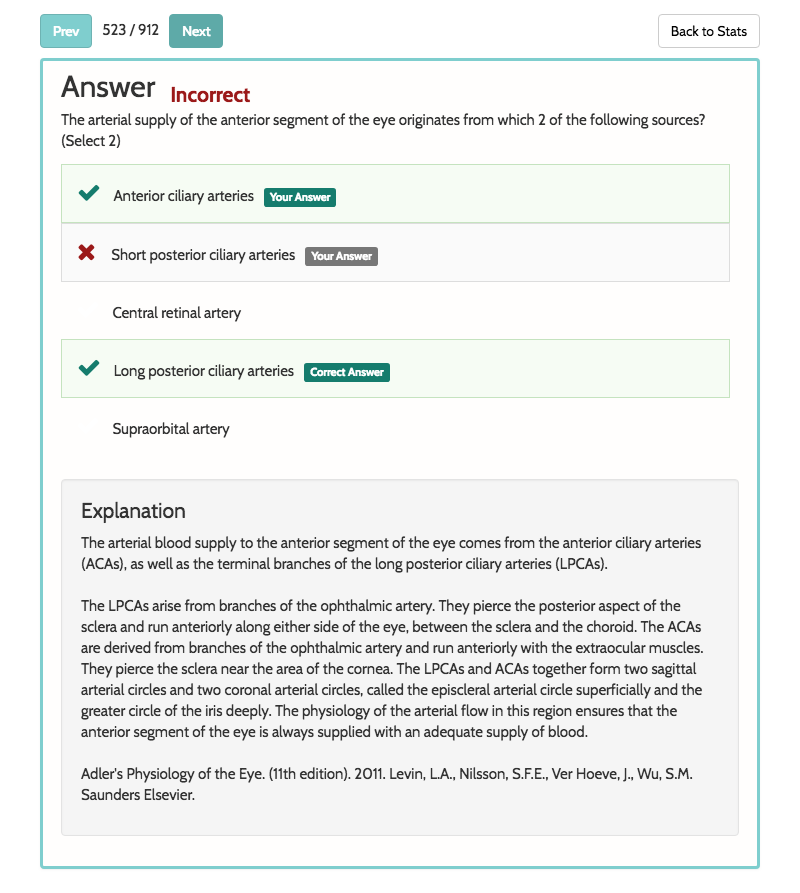 Prev 523 / 912 Next Back to Stats
Answer Incorrect
The arterial supply of the anterior segment of the eye originates from which 2 of the following sources?
(Select 2)
Anterior ciliary arteries Your Answer
Short posterior ciliary arteries Your Answer
Central retinal artery
Long posterior ciliary arteries Correct Answer
Supraorbital artery
Explanation
The arterial blood supply to the anterior segment of the eye comes from the anterior ciliary arteries
(ACAs), as well as the terminal branches of the long posterior ciliary arteries (LPCAs).
The LPCAs arise from branches of the ophthalmic artery. They pierce the posterior aspect of the
sclera and run anteriorly along either side of the eye, between the sclera and the choroid. The ACAs
are derived from branches of the ophthalmic artery and run anteriorly with the extraocular muscles.
They pierce the sclera near the area of the cornea. The LPCAs and ACAs together form two sagittal
arterial circles and two coronal arterial circles, called the episcleral arterial circle superficially and the
greater circle of the iris deeply. The physiology of the arterial flow in this region ensures that the
anterior segment of the eye is always supplied with an adequate supply of blood.
Adler's Physiology of the Eye. (11th edition). 2011. Levin, L.A., Nilsson, S.F.E., Ver Hoeve, J., Wu, S.M.
Saunders Elsevier.